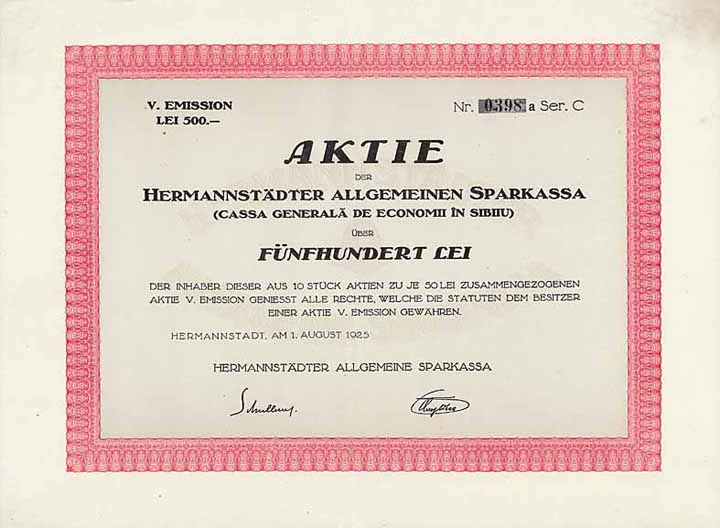 V. EMISSION
LEI 500.—
Nr. 0398 a Ser. C
AKTIE
DER
HERMANNSTÄDTER ALLGEMEINEN SPARKASSA
(CASSA GENERALĂ DE ECONOMII ÎN SIBIIU)
ÜBER
FÜNFHUNDERT LEI
DER INHABER DIESER AUS 10 STÜCK AKTIEN ZU JE 50 LEI ZUSAMMENGEZOGENEN
AKTIE V. EMISSION GENIESST ALLE RECHTE, WELCHE DIE STATUTEN DEM BESITZER
EINER AKTIE V. EMISSION GEWÄHREN.
HERMANNSTADT, AM 1. AUGUST 1925
HERMANNSTÄDTER ALLGEMEINE SPARKASSA